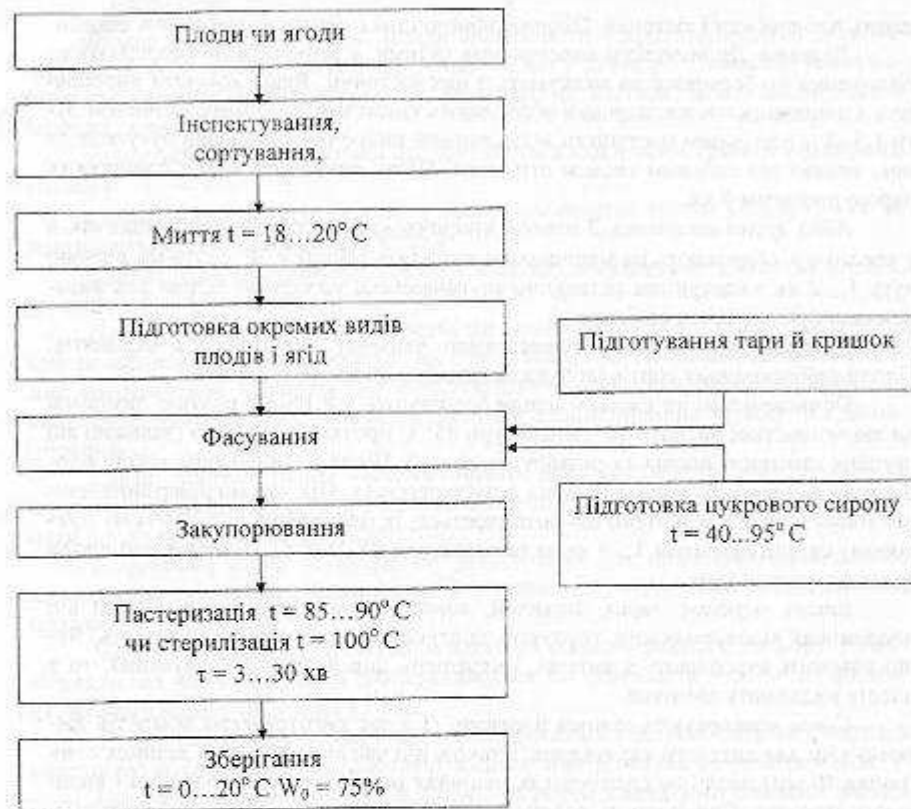 Плоди чи ягоди
Інспектування,
сортування,
Миття t = 18…20° С
Підготовка окремих видів
плодів і ягід
Підготування тари й кришок
Фасування
Підготовка цукрового сиропу
t = 40…95° С
Закупорювання
Пастеризація t = 85…90° С
чи стерилізація t = 100° С
τ = 3…30 хв
Зберігання
t = 0…20° С W₀ = 75%